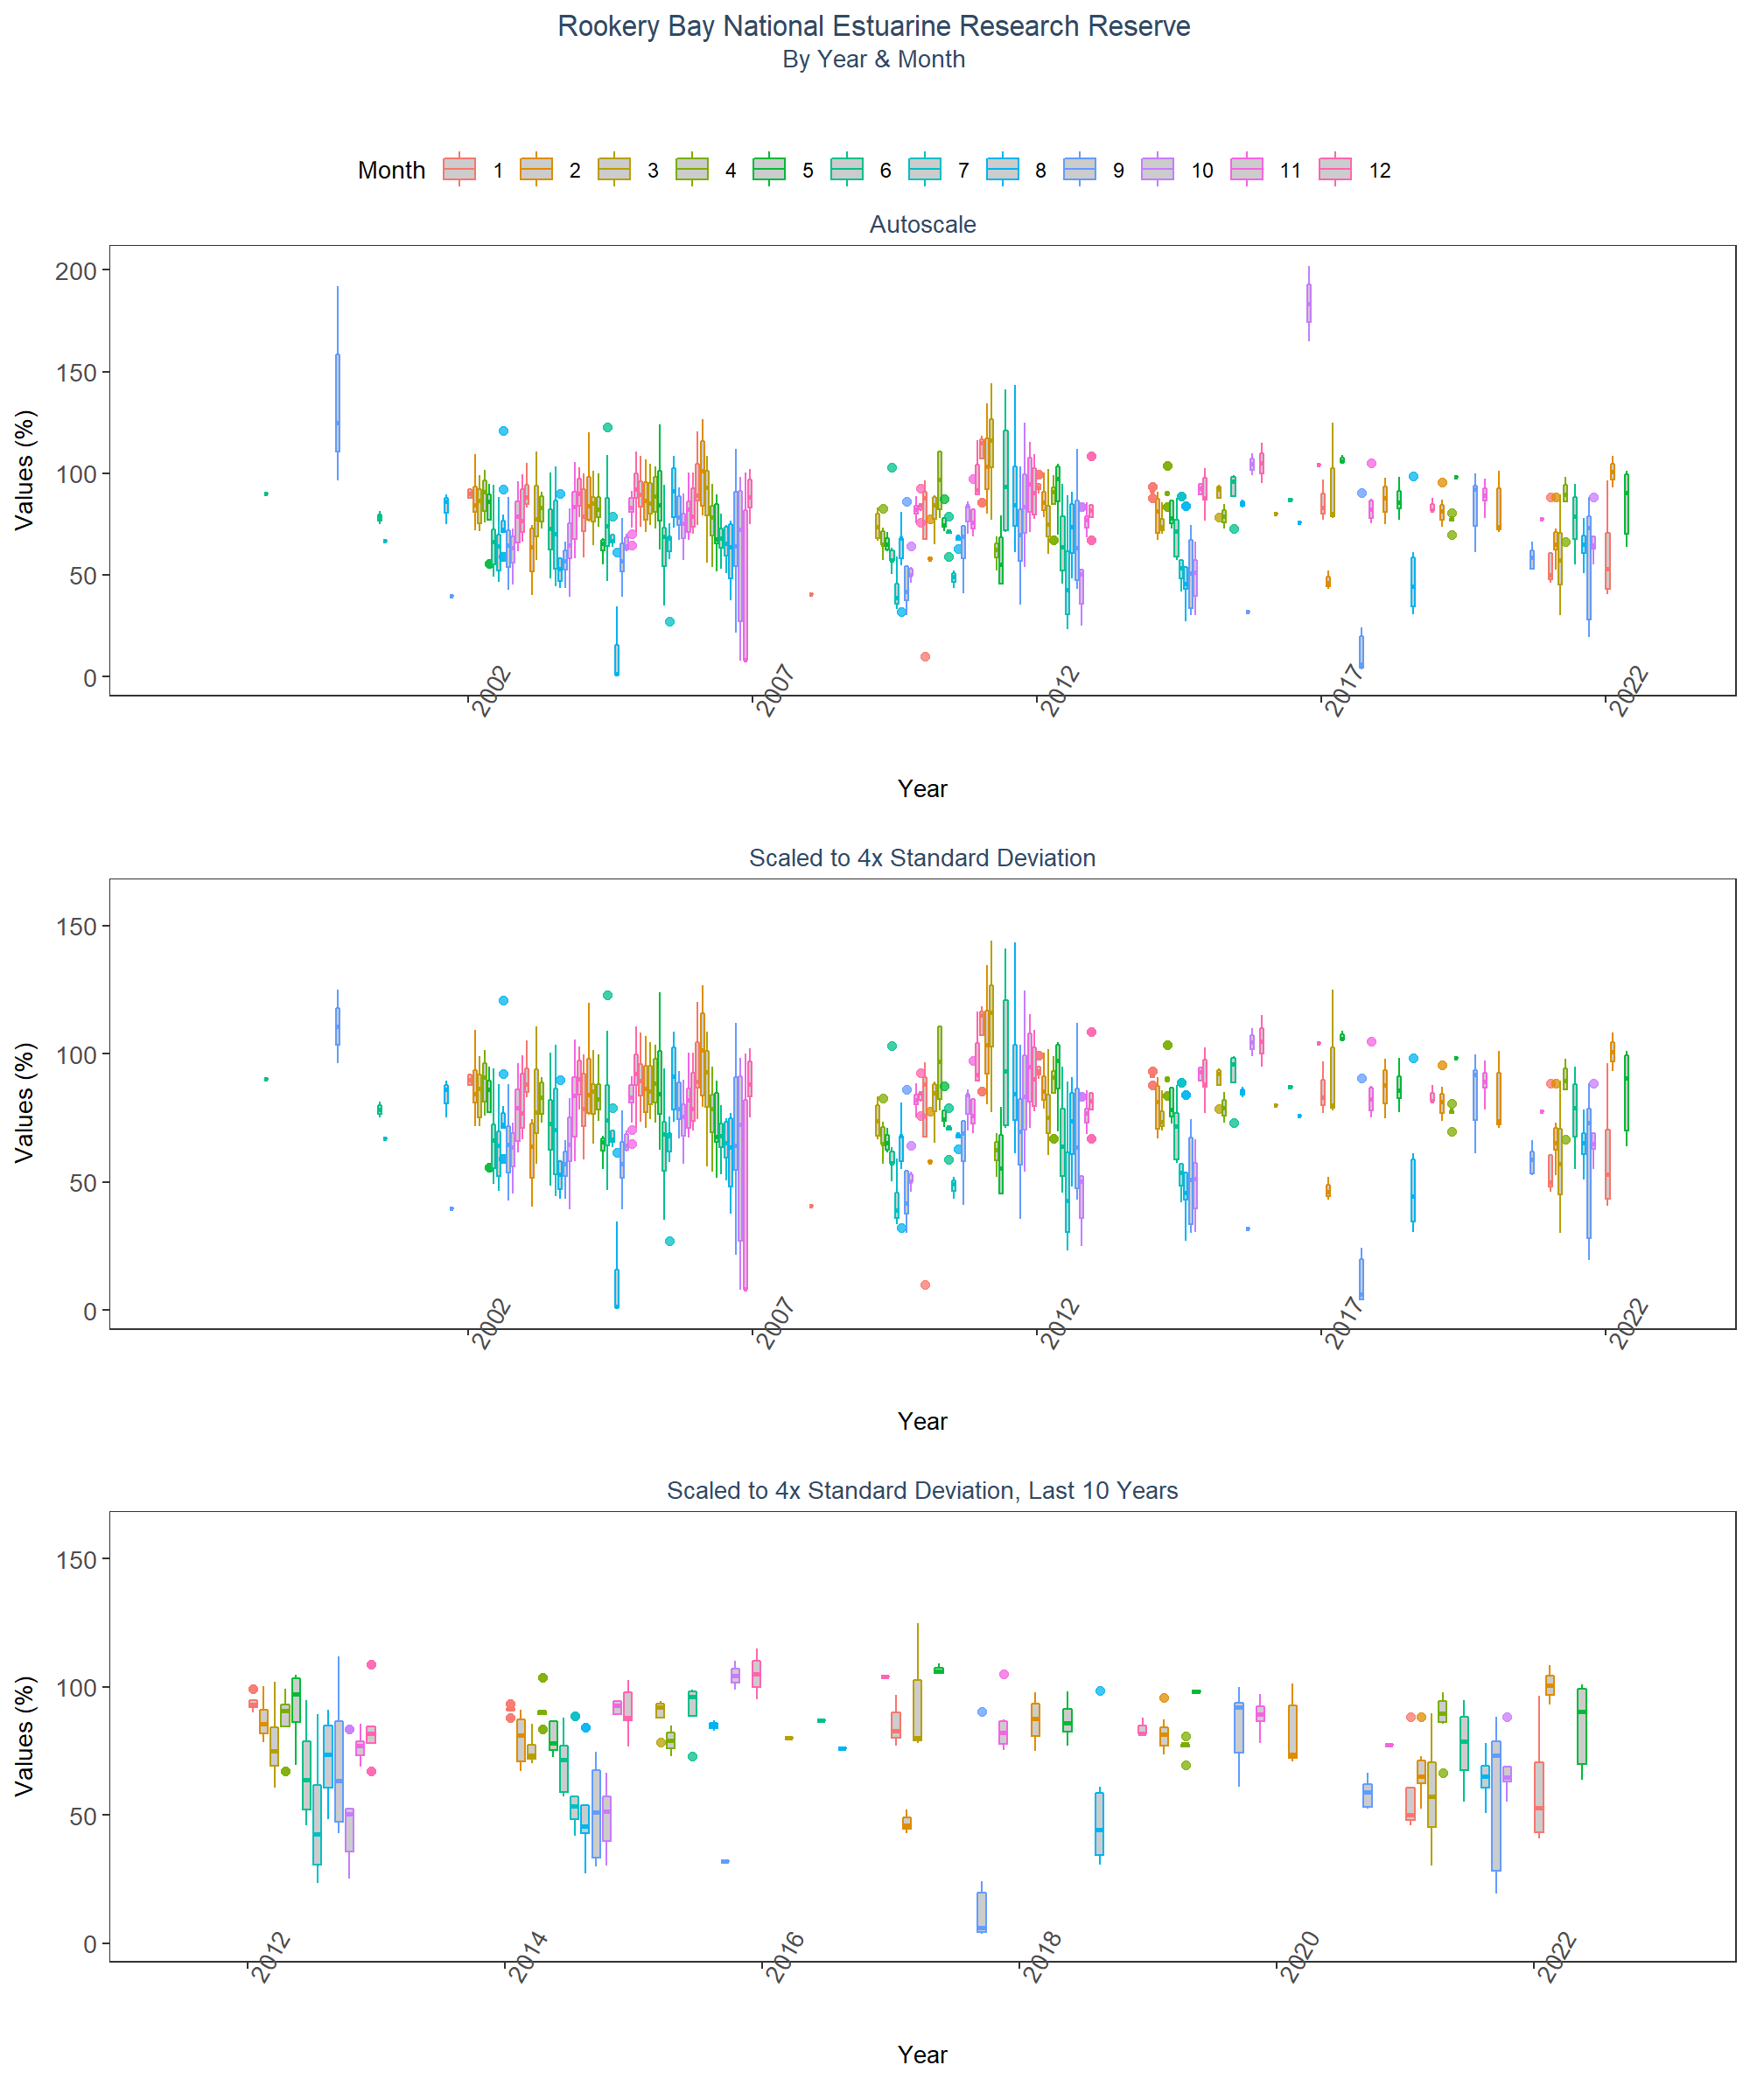 Rookery Bay National Estuarine Research Reserve
By Year & Month
Month 1 2 3 4 5 6 7 8 9 10 11 12
Autoscale
Values (%)
200
150
100
50
0
2002 2007 2012 2017 2022
Year
Scaled to 4x Standard Deviation
Values (%)
150
100
50
0
2002 2007 2012 2017 2022
Year
Scaled to 4x Standard Deviation, Last 10 Years
Values (%)
150
100
50
0
2012 2014 2016 2018 2020 2022
Year